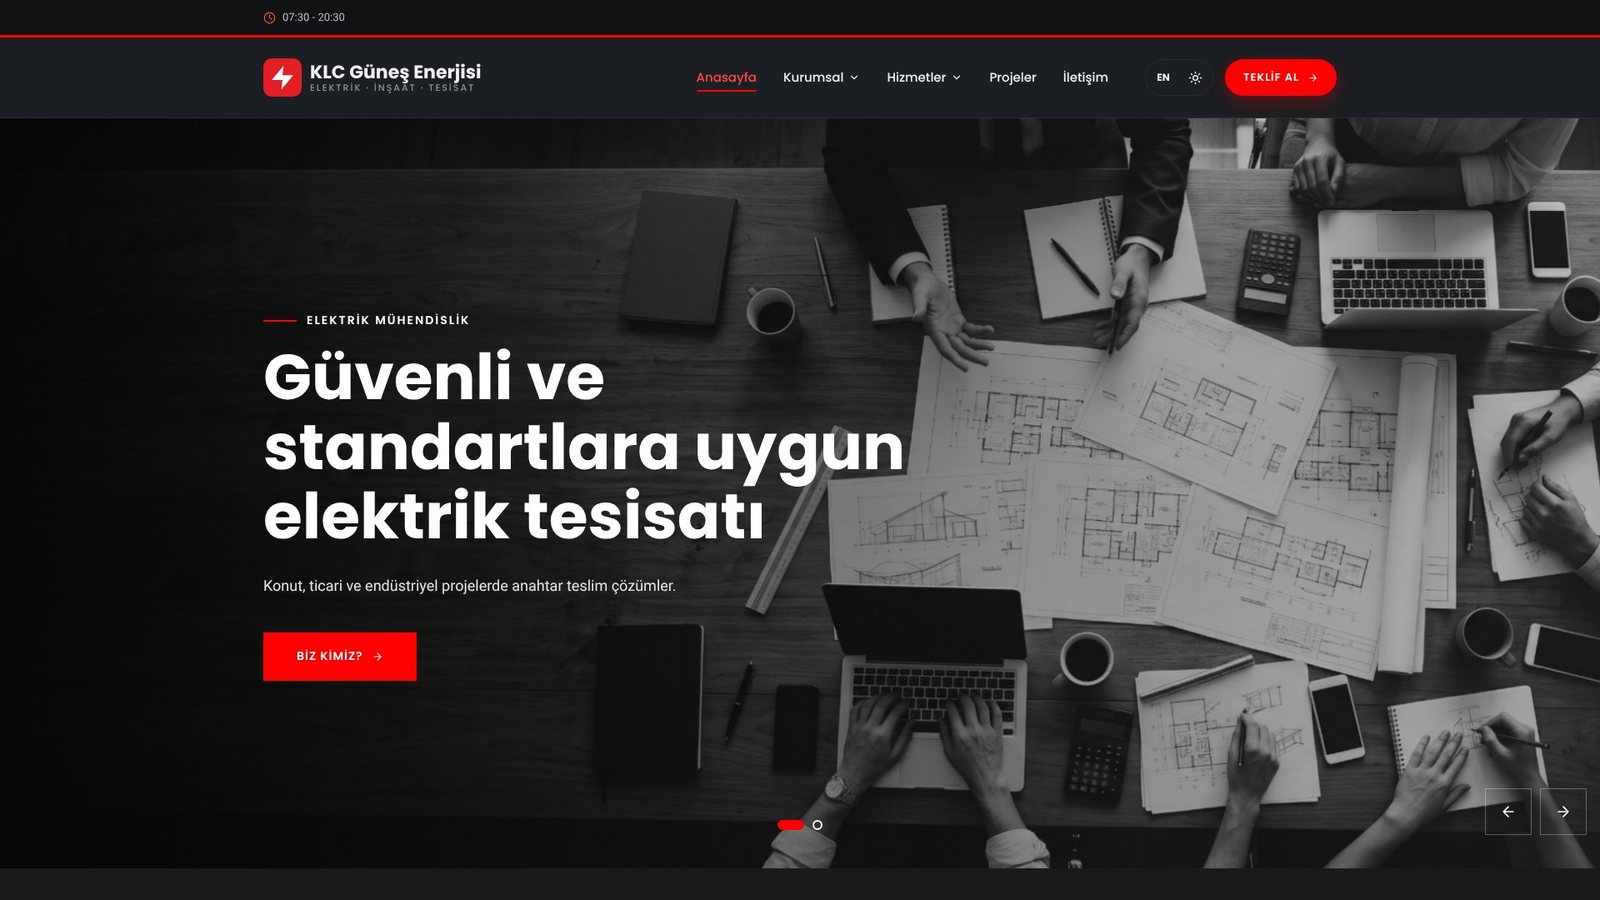 07:30 - 20:30
KLC Güneş Enerjisi
ELEKTRİK · İNŞAAT · TESİSAT
Anasayfa
Kurumsal
Hizmetler
Projeler
İletişim
EN
TEKLİF AL
ELEKTRİK MÜHENDİSLİK
Güvenli ve
standartlara uygun
elektrik tesisatı
Konut, ticari ve endüstriyel projelerde anahtar teslim çözümler.
BİZ KİMİZ?